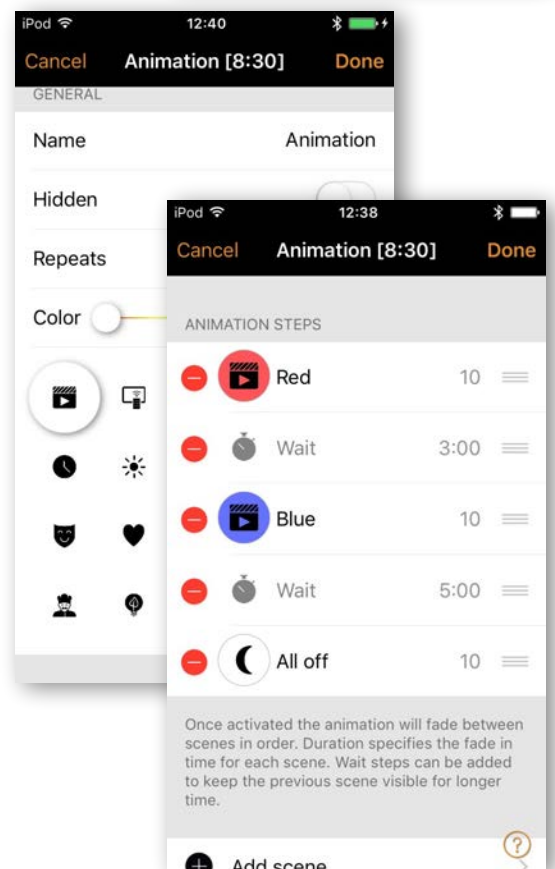 iPod 12:40
Cancel Animation [8:30] Done
GENERAL
Name Animation
Hidden
Repeats
Color
iPod 12:38
Cancel Animation [8:30] Done
ANIMATION STEPS
Red 10
Wait 3:00
Blue 10
Wait 5:00
All off 10
Once activated the animation will fade between
scenes in order. Duration specifies the fade in
time for each scene. Wait steps can be added
to keep the previous scene visible for longer
time.
?
Add scene